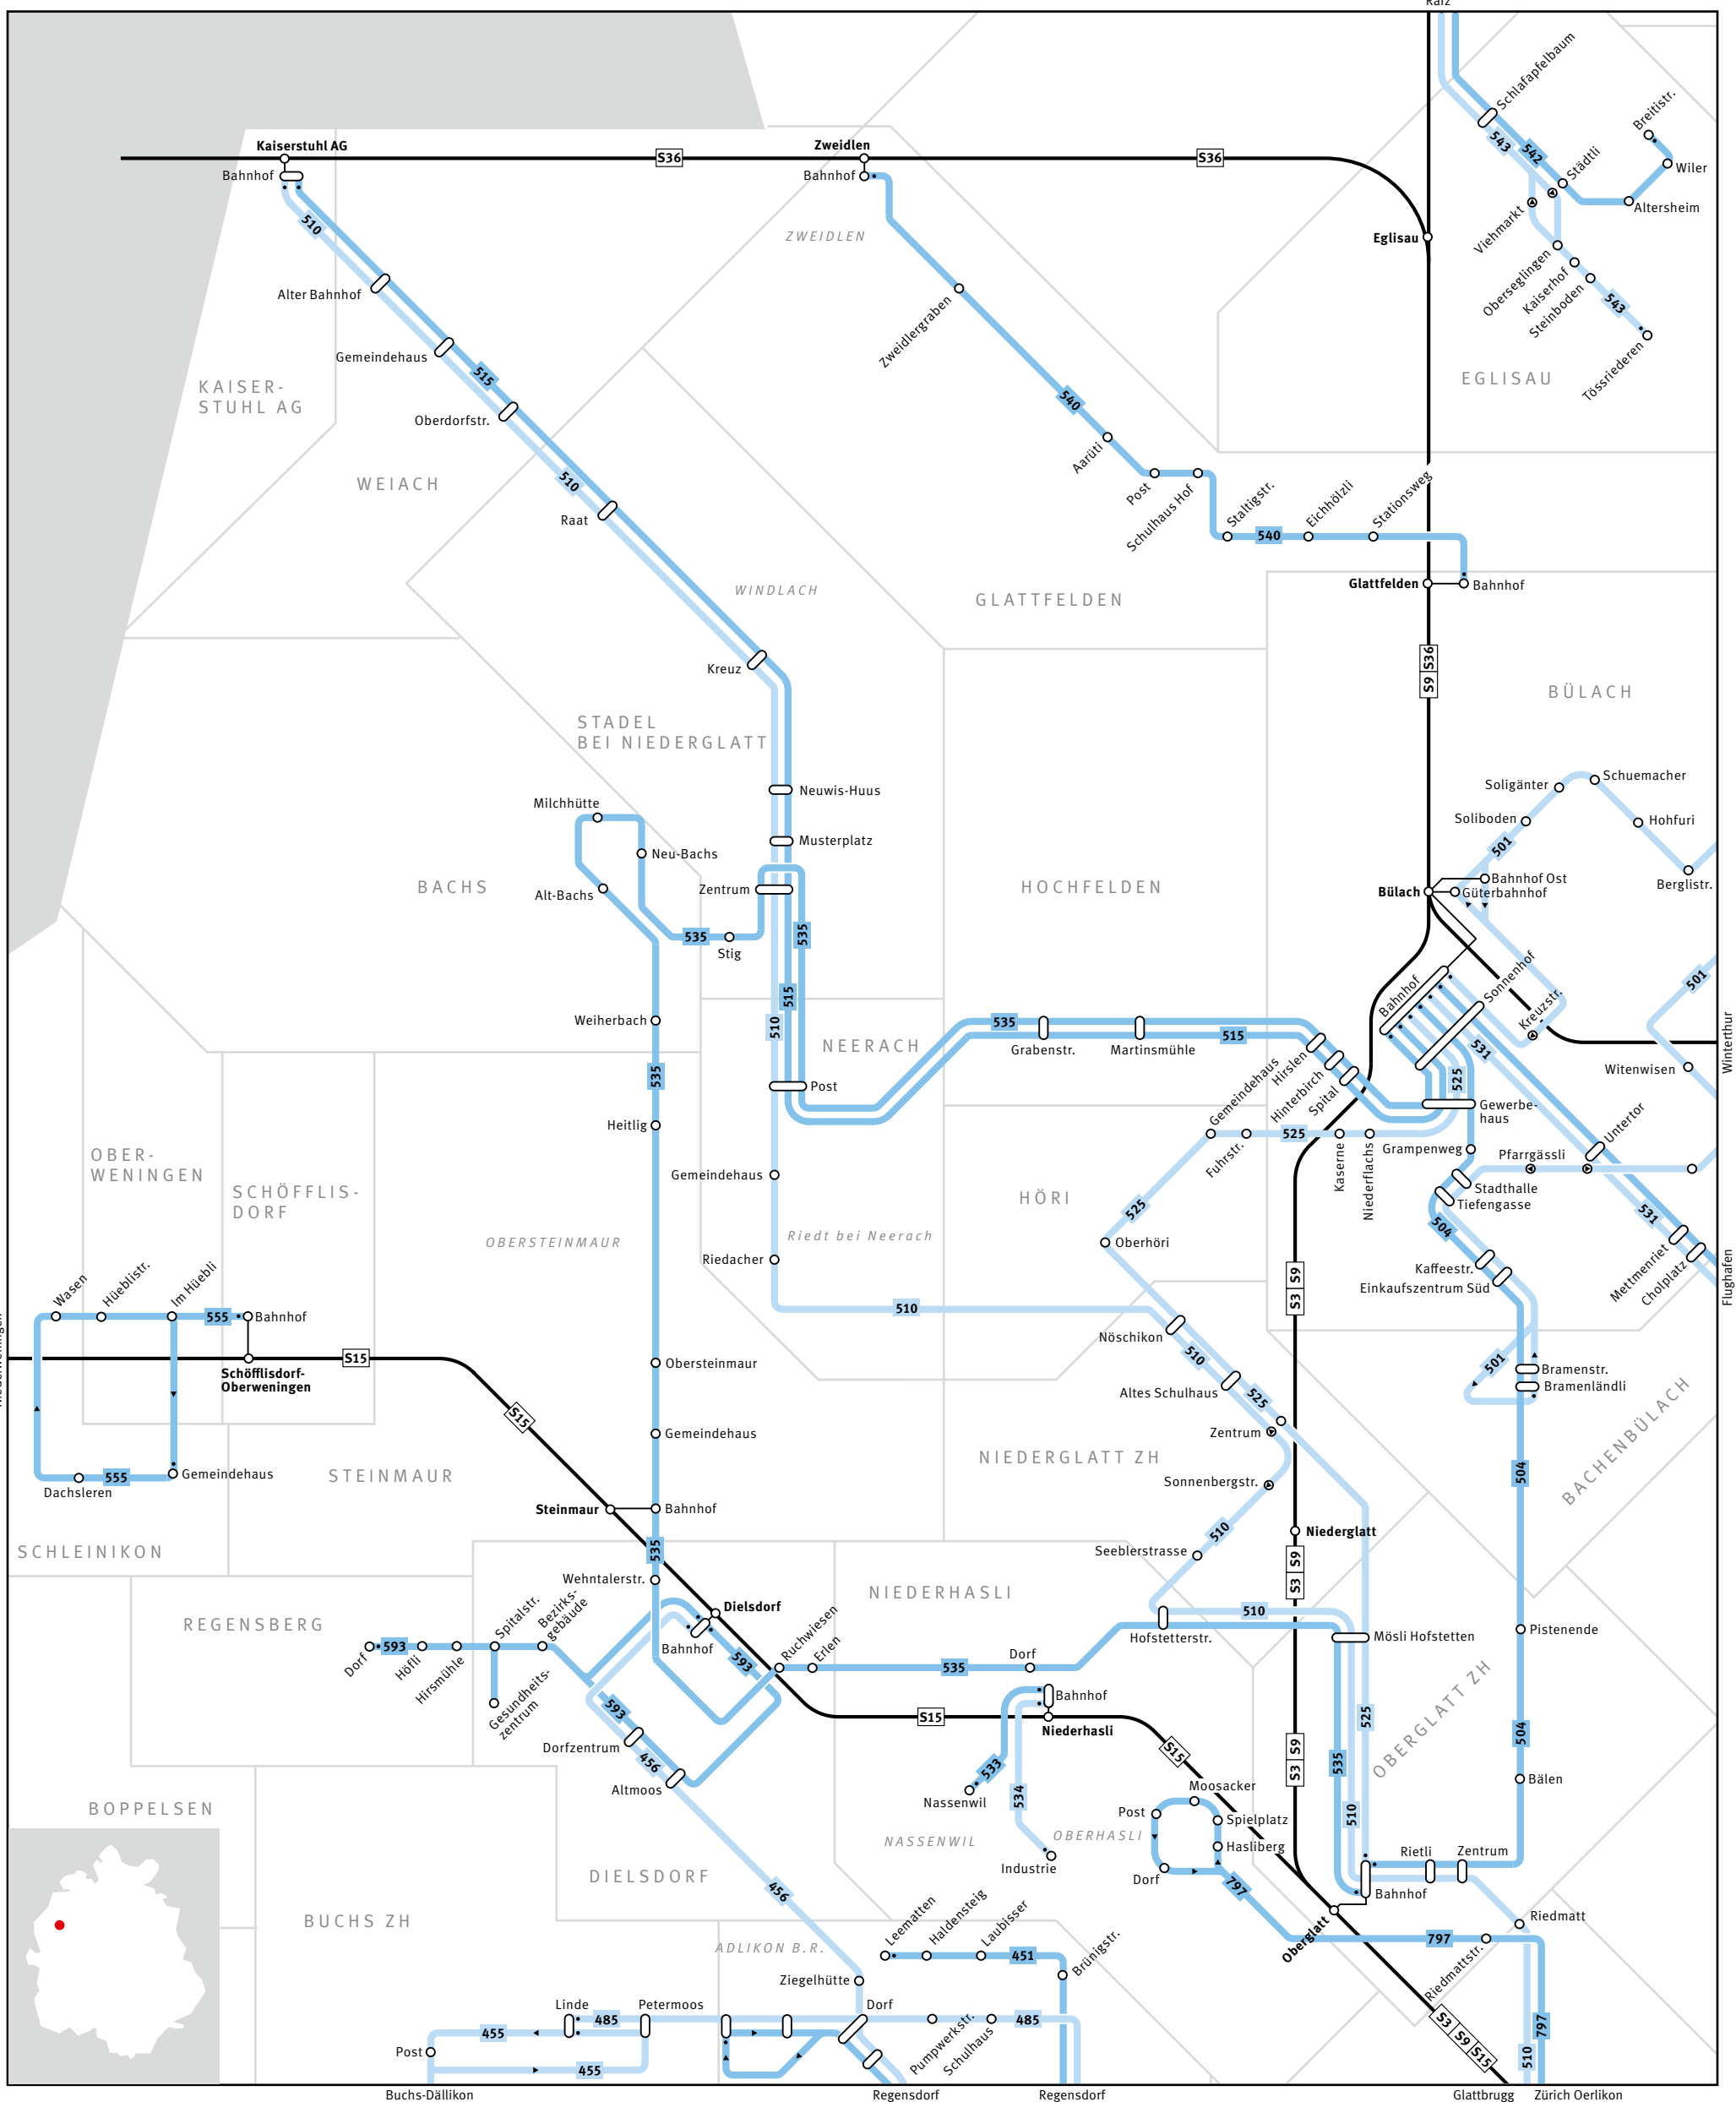 Rafz
Schlafapfelbaum
Breitistr.
543
542
Städtli
Wiler
Altersheim
Viehmarkt
Oberseglingen
Kaiserhof
Steinboden
543
Tössriederen
EGLISAU
Kaiserstuhl AG
Bahnhof
S36
Zweidlen
Bahnhof
S36
Eglisau
510
ZWEIDLEN
Alter Bahnhof
Zweidlergraben
Gemeindehaus
515
KAISER-
STUHL AG
Oberdorfstr.
540
Aarüti
Post
Schulhaus Hof
Staltigstr.
540
Eichhölzli
Stationsweg
WEIACH
510
Raat
WINDLACH
GLATTFELDEN
Glattfelden
Bahnhof
Kreuz
S9 S36
BÜLACH
STADEL
BEI NIEDERGLATT
Neuwis-Huus
Musterplatz
Zentrum
Milchhütte
Neu-Bachs
Alt-Bachs
BACHS
535
Stig
535
HOCHFELDEN
Soligänter
Schuemacher
Soliboden
Hohfuri
501
Berglistr.
Bahnhof Ost
Bülach
Güterbahnhof
Bahnhof
Sonnenhof
Kreuzstr.
501
Winterthur
Witenwisen
Weiherbach
515
510
NEERACH
535
Grabenstr.
Martinsmühle
515
Hirslen
Hinterbirch
Spital
531
525
Gewerbe-
haus
535
Post
Heitlig
Gemeindehaus
Fuhrstr.
525
Kaserne
Niederflachs
Grampenweg
Pfarrgässli
Untertor
Stadthalle
Tiefengasse
504
531
Kaffeestr.
Einkaufszentrum Süd
Mettmenriet
Cholplatz
Flughafen
OBER-
WENINGEN
SCHÖFFLIS-
DORF
Gemeindehaus
HÖRI
525
Oberhöri
OBERSTEINMAUR
Riedt bei Neerach
Riedacher
510
S3 S9
Wasen
Hüeblistr.
Im Hüebli
555
Bahnhof
S15
Schöfflisdorf-
Oberweningen
Obersteinmaur
Nöschikon
510
Altes Schulhaus
525
Zentrum
Sonnenbergstr.
501
Bramenstr.
Bramenländli
BACHENBÜLACH
S15
Gemeindehaus
NIEDERGLATT ZH
Gemeindehaus
555
Dachsleren
STEINMAUR
Steinmaur
Bahnhof
535
510
Seeblerstrasse
Niederglatt
S3 S9
504
SCHLEINIKON
Wehntalerstr.
NIEDERHASLI
REGENSBERG
Dorf
593
Höfli
Hirsmühle
Spitalstr.
Bezirks-
gebäude
Gesundheits-
zentrum
Dielsdorf
Bahnhof
593
Ruchwiesen
Erlen
535
Dorf
Hofstetterstr.
510
Mösli Hofstetten
Pistenende
593
Dorfzentrum
456
Altmoos
S15
Bahnhof
Niederhasli
S15
525
OBERGLATT ZH
504
S3 S9
535
510
533
Nassenwil
534
Moosacker
Post
Spielplatz
Hasliberg
Dorf
Bälen
BOPPELSEN
NASSENWIL
OBERHASLI
Industrie
Rietli
Zentrum
Bahnhof
797
DIELSDORF
456
BUCHS ZH
ADLIKON B.R.
Leematten
Haldensteig
Laubisser
451
Brünigstr.
Oberglatt
797
Riedmatt
Riedmattstr.
Ziegelhütte
Linde
485
Petermoos
Dorf
Pumpwerkstr.
Schulhaus
485
455
Post
455
S3 S9 S15
510
797
Buchs-Dällikon
Regensdorf
Regensdorf
Glattbrugg
Zürich Oerlikon